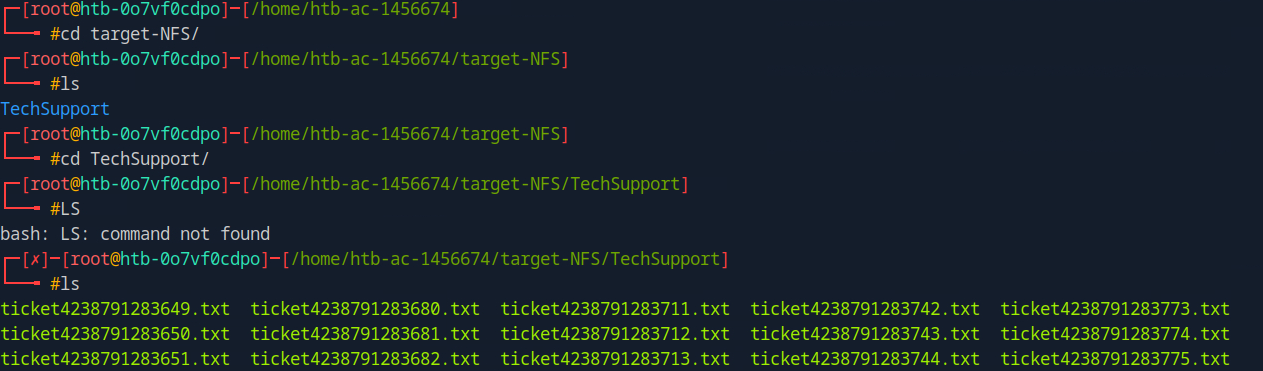 ┌─[root@htb-0o7vf0cdpo]─[/home/htb-ac-1456674]
└──╼ #cd target-NFS/
┌─[root@htb-0o7vf0cdpo]─[/home/htb-ac-1456674/target-NFS]
└──╼ #ls
TechSupport
┌─[root@htb-0o7vf0cdpo]─[/home/htb-ac-1456674/target-NFS]
└──╼ #cd TechSupport/
┌─[root@htb-0o7vf0cdpo]─[/home/htb-ac-1456674/target-NFS/TechSupport]
└──╼ #LS
bash: LS: command not found
┌─[✗]─[root@htb-0o7vf0cdpo]─[/home/htb-ac-1456674/target-NFS/TechSupport]
└──╼ #ls
ticket4238791283649.txt  ticket4238791283680.txt  ticket4238791283711.txt  ticket4238791283742.txt  ticket4238791283773.txt
ticket4238791283650.txt  ticket4238791283681.txt  ticket4238791283712.txt  ticket4238791283743.txt  ticket4238791283774.txt
ticket4238791283651.txt  ticket4238791283682.txt  ticket4238791283713.txt  ticket4238791283744.txt  ticket4238791283775.txt